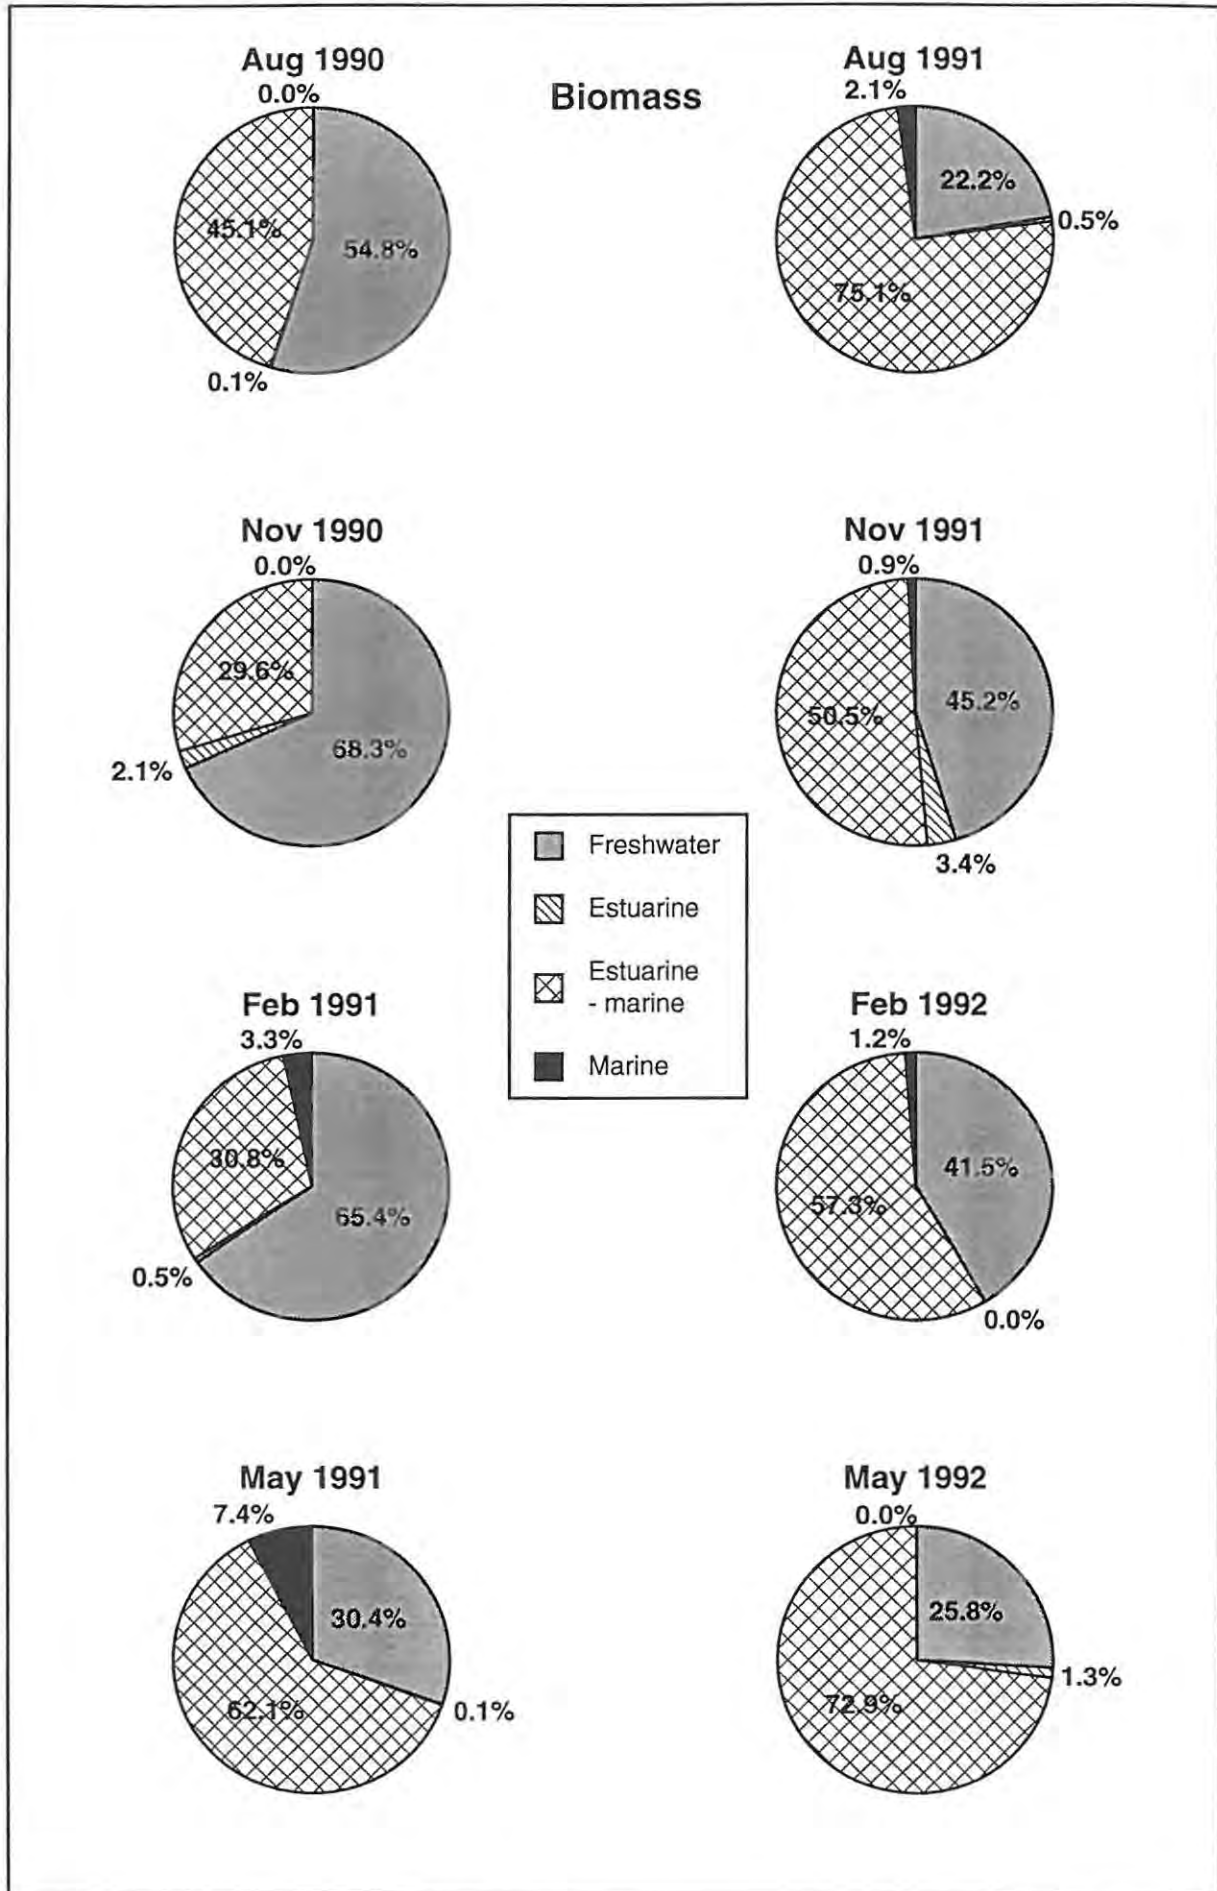 Biomass
Aug 1990
0.0%
45.1%
54.8%
0.1%
Aug 1991
2.1%
22.2%
0.5%
75.1%
Nov 1990
0.0%
29.6%
68.3%
2.1%
Nov 1991
0.9%
45.2%
50.5%
3.4%
Freshwater
Estuarine
Estuarine
- marine
Marine
Feb 1991
3.3%
30.8%
65.4%
0.5%
Feb 1992
1.2%
41.5%
57.3%
0.0%
May 1991
7.4%
30.4%
62.1%
0.1%
May 1992
0.0%
25.8%
1.3%
72.9%